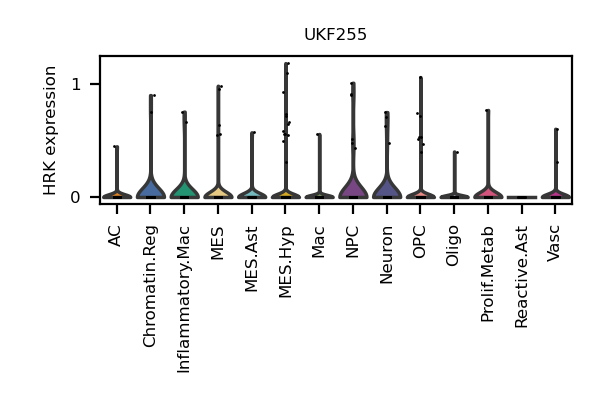 UKF255
HRK expression
1
0
AC
Chromatin.Reg
Inflammatory.Mac
MES
MES.Ast
MES.Hyp
Mac
NPC
Neuron
OPC
Oligo
Prolif.Metab
Reactive.Ast
Vasc